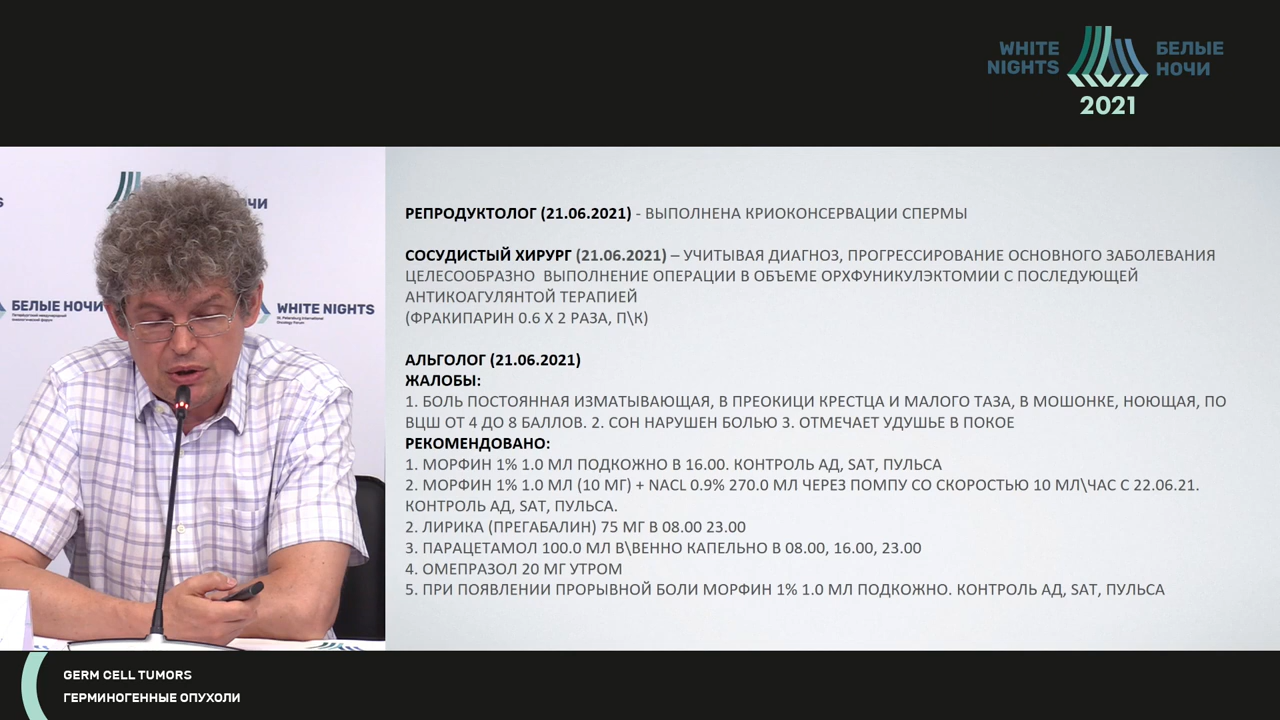 WHITE
NIGHTS
БЕЛЫЕ
НОЧИ
2021
БЕЛЫЕ НОЧИ
WHITE NIGHTS
St. Petersburg International
Oncology Forum
РЕПРОДУКТОЛОГ (21.06.2021) - ВЫПОЛНЕНА КРИОКОНСЕРВАЦИИ СПЕРМЫ
СОСУДИСТЫЙ ХИРУРГ (21.06.2021) – УЧИТЫВАЯ ДИАГНОЗ, ПРОГРЕССИРОВАНИЕ ОСНОВНОГО ЗАБОЛЕВАНИЯ
ЦЕЛЕСООБРАЗНО ВЫПОЛНЕНИЕ ОПЕРАЦИИ В ОБЪЕМЕ ОРХФУНИКУЛЭКТОМИИ С ПОСЛЕДУЮЩЕЙ
АНТИКОАГУЛЯНТОЙ ТЕРАПИЕЙ
(ФРАКИПАРИН 0.6 Х 2 РАЗА, П\К)
АЛЬГОЛОГ (21.06.2021)
ЖАЛОБЫ:
1. БОЛЬ ПОСТОЯННАЯ ИЗМАТЫВАЮЩАЯ, В ПРЕОКИЦИ КРЕСТЦА И МАЛОГО ТАЗА, В МОШОНКЕ, НОЮЩАЯ, ПО
ВЦШ ОТ 4 ДО 8 БАЛЛОВ. 2. СОН НАРУШЕН БОЛЬЮ 3. ОТМЕЧАЕТ УДУШЬЕ В ПОКОЕ
РЕКОМЕНДОВАНО:
1. МОРФИН 1% 1.0 МЛ ПОДКОЖНО В 16.00. КОНТРОЛЬ АД, SAT, ПУЛЬСА
2. МОРФИН 1% 1.0 МЛ (10 МГ) + NACL 0.9% 270.0 МЛ ЧЕРЕЗ ПОМПУ СО СКОРОСТЬЮ 10 МЛ\ЧАС С 22.06.21.
КОНТРОЛЬ АД, SAT, ПУЛЬСА.
2. ЛИРИКА (ПРЕГАБАЛИН) 75 МГ В 08.00 23.00
3. ПАРАЦЕТАМОЛ 100.0 МЛ В\ВЕННО КАПЕЛЬНО В 08.00, 16.00, 23.00
4. ОМЕПРАЗОЛ 20 МГ УТРОМ
5. ПРИ ПОЯВЛЕНИИ ПРОРЫВНОЙ БОЛИ МОРФИН 1% 1.0 МЛ ПОДКОЖНО. КОНТРОЛЬ АД, SAT, ПУЛЬСА
GERM CELL TUMORS
ГЕРМИНОГЕННЫЕ ОПУХОЛИ